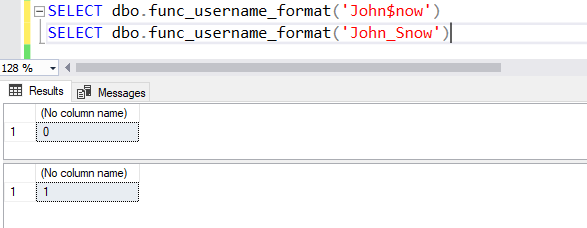 SELECT dbo.func_username_format('John$now')
SELECT dbo.func_username_format('John_Snow')
128 %
Results Messages
(No column name)
1 0
(No column name)
1 1